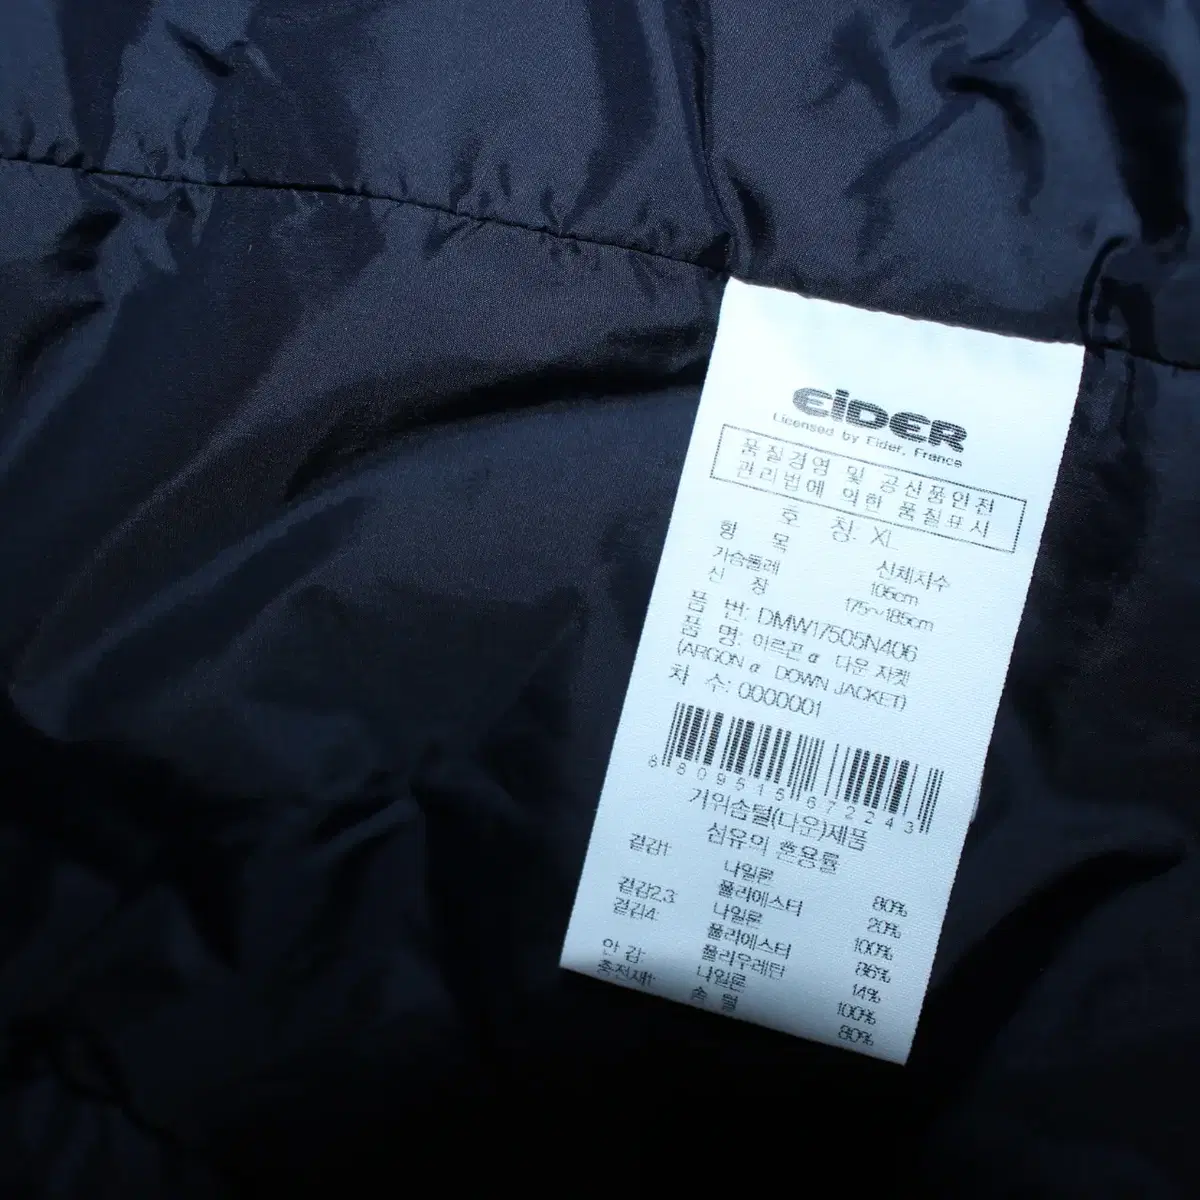 EiDER
Licensed by Eider, France
품질경영 및 공산품안전
관리법에 의한 품질표시
호 칭: XL
항 목 신체치수
가슴둘레 106cm
신 장 175~185cm
품 번: DMW17505N406
품 명: 아르곤α 다운 자켓
(ARGON α DOWN JACKET)
차 수: 0000001
8809515672243
거위솜털(다운)제품
섬유의 혼용률
겉감1: 나일론 80%
폴리에스터 20%
겉감2,3: 나일론 100%
겉감4: 폴리에스터 86%
폴리우레탄 14%
안 감: 나일론 100%
충전재1: 솜 털 80%